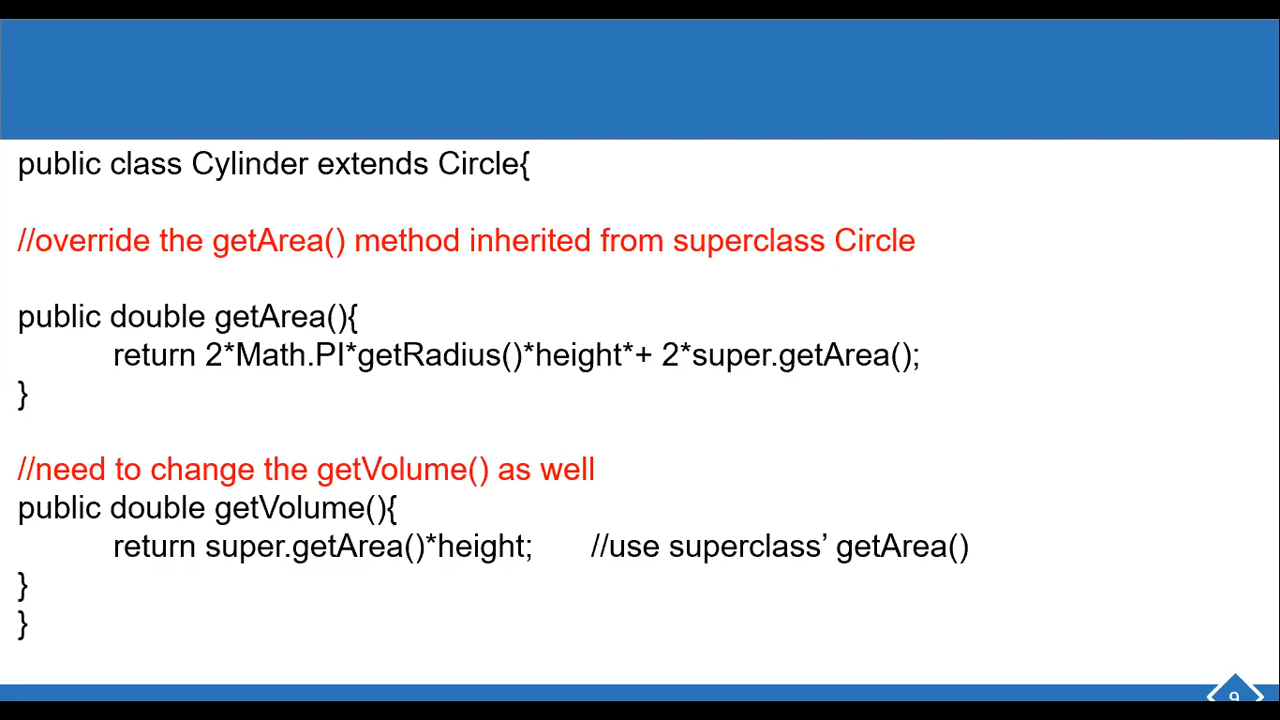 public class Cylinder extends Circle{
//override the getArea() method inherited from superclass Circle
public double getArea(){
return 2*Math.PI*getRadius()*height*+ 2*super.getArea();
}
//need to change the getVolume() as well
public double getVolume(){
return super.getArea()*height; //use superclass’ getArea()
}
}
9